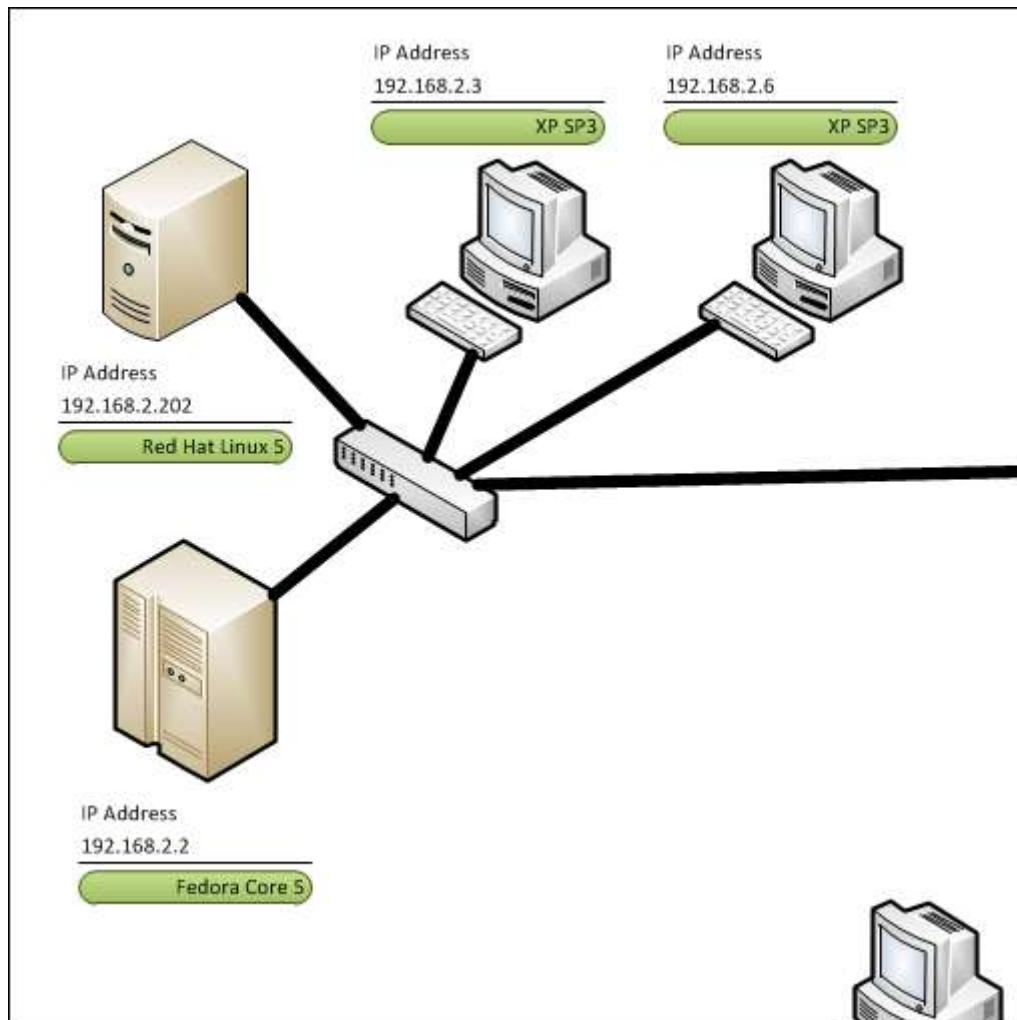 IP Address
192.168.2.3
XP SP3
IP Address
192.168.2.6
XP SP3
IP Address
192.168.2.202
Red Hat Linux 5
IP Address
192.168.2.2
Fedora Core 5